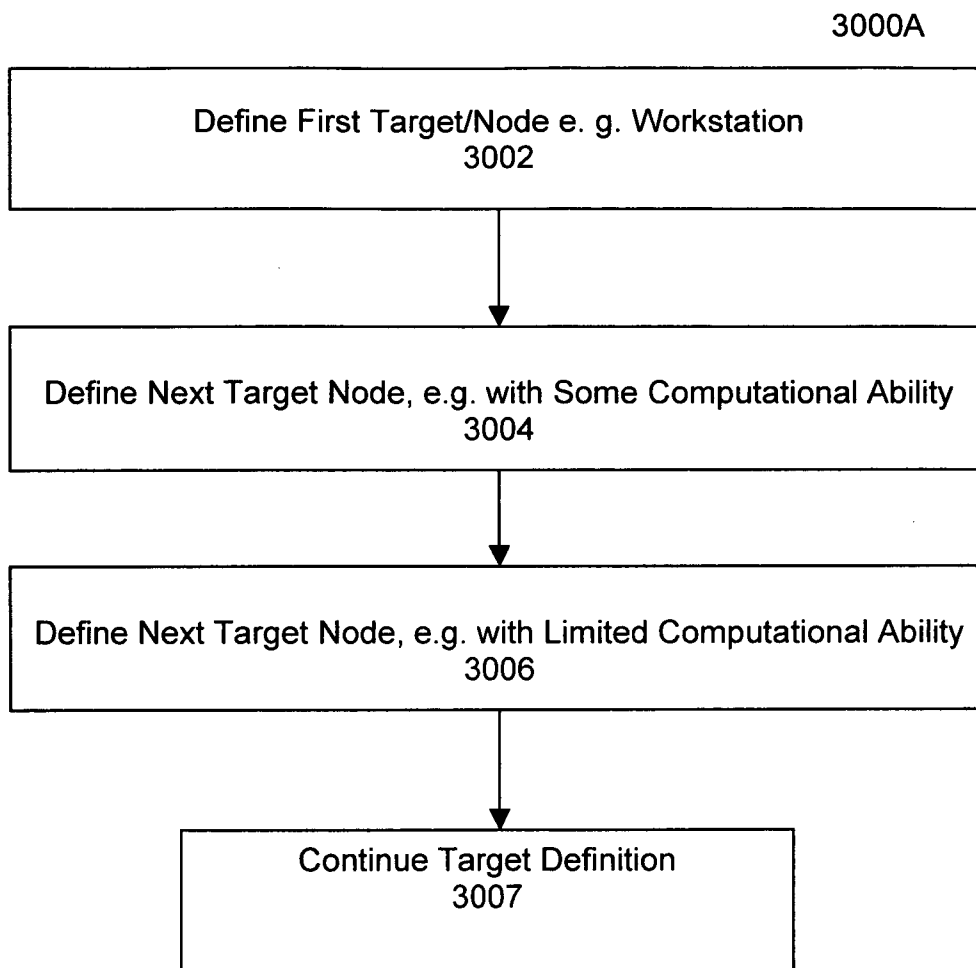 3000A
Define First Target/Node e. g. Workstation
3002
Define Next Target Node, e.g. with Some Computational Ability
3004
Define Next Target Node, e.g. with Limited Computational Ability
3006
Continue Target Definition
3007